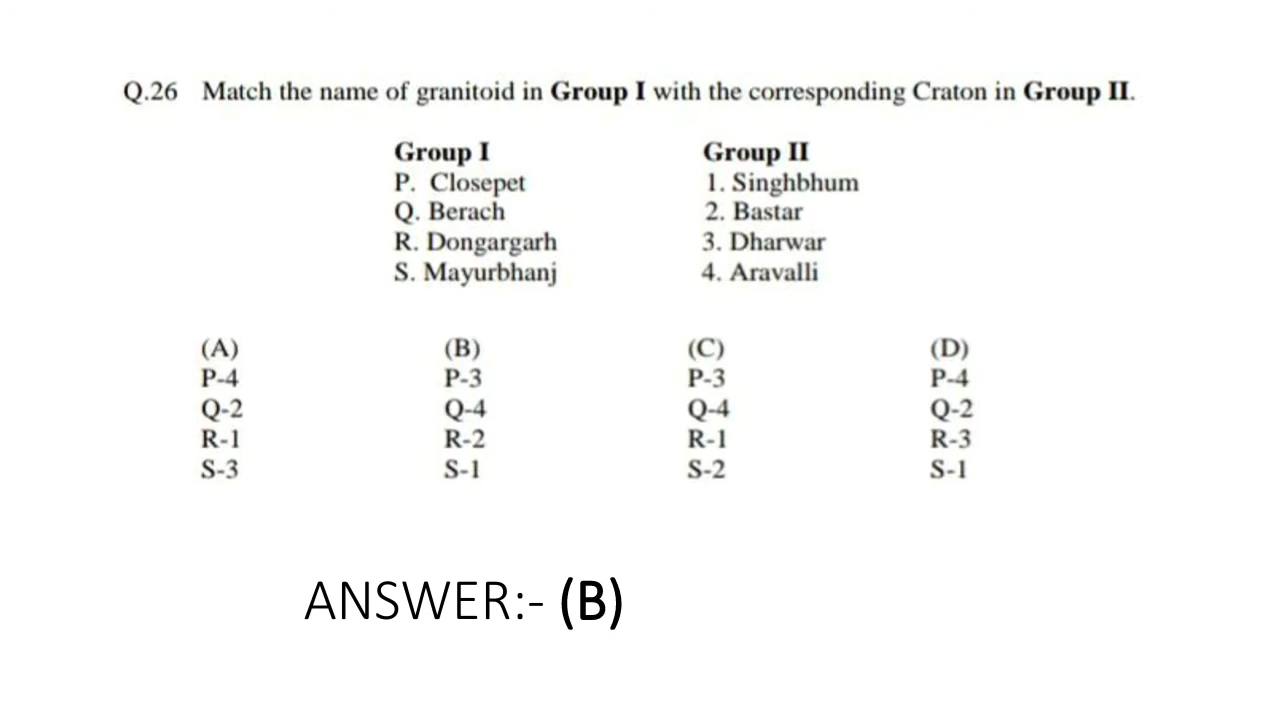 Q.26 Match the name of granitoid in Group I with the corresponding Craton in Group II.
Group I Group II
P. Closepet 1. Singhbhum
Q. Berach 2. Bastar
R. Dongargarh 3. Dharwar
S. Mayurbhanj 4. Aravalli
(A) (B) (C) (D)
P-4 P-3 P-3 P-4
Q-2 Q-4 Q-4 Q-2
R-1 R-2 R-1 R-3
S-3 S-1 S-2 S-1
ANSWER:- (B)